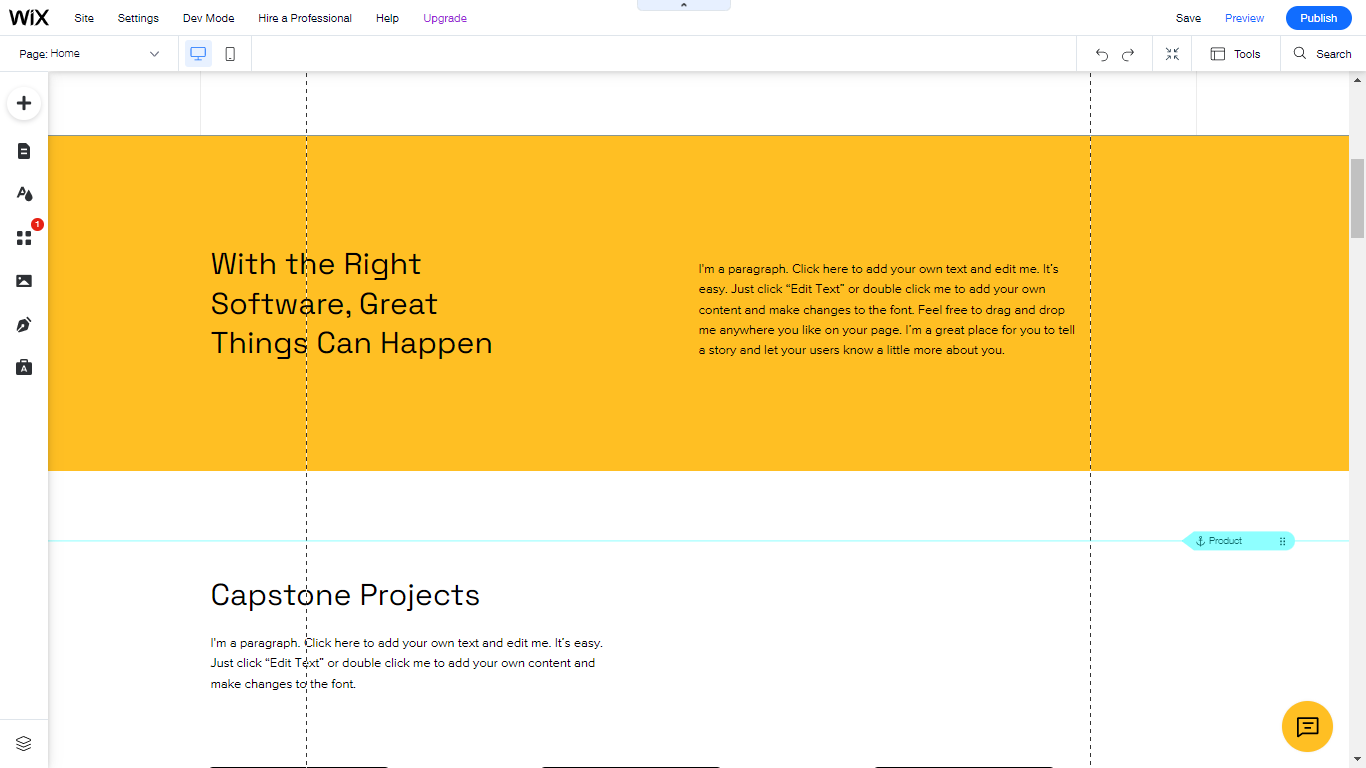 WiX Site Settings Dev Mode Hire a Professional Help Upgrade Save Preview Publish
Page: Home Tools Search
1
With the Right
Software, Great
Things Can Happen
I'm a paragraph. Click here to add your own text and edit me. It's
easy. Just click “Edit Text” or double click me to add your own
content and make changes to the font. Feel free to drag and drop
me anywhere you like on your page. I'm a great place for you to tell
a story and let your users know a little more about you.
Product
Capstone Projects
I'm a paragraph. Click here to add your own text and edit me. It's easy.
Just click “Edit Text” or double click me to add your own content and
make changes to the font.